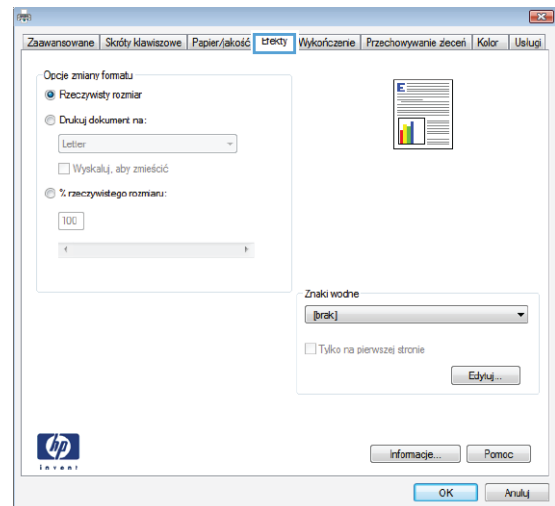 Zaawansowane Skróty klawiszowe Papier/jakość Efekty Wykończenie Przechowywanie zleceń Kolor Usługi
Opcje zmiany formatu
Rzeczywisty rozmiar
Drukuj dokument na:
Letter
Wyskaluj, aby zmieścić
% rzeczywistego rozmiaru:
100
E
Znaki wodne
[brak]
Tylko na pierwszej stronie
Edytuj...
hp
invent
Informacje... Pomoc
OK Anuluj